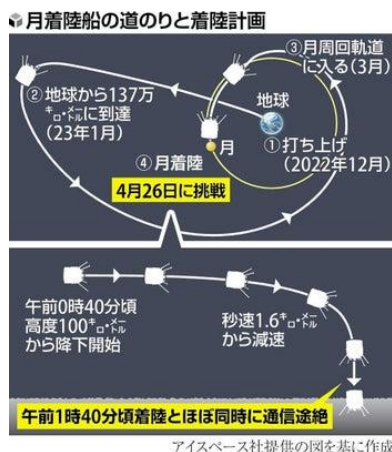 月着陸船の道のりと着陸計画
③月周回軌道
に入る(3月)
②地球から137万
キロ・メートルに到達
(23年1月)
地球
①打ち上げ
(2022年12月)
月
④月着陸
4月26日に挑戦
午前0時40分頃
高度100キロ・メートル
から降下開始
秒速1.6キロ・メートル
から減速
午前1時40分頃着陸とほぼ同時に通信途絶
アイスペース社提供の図を基に作成